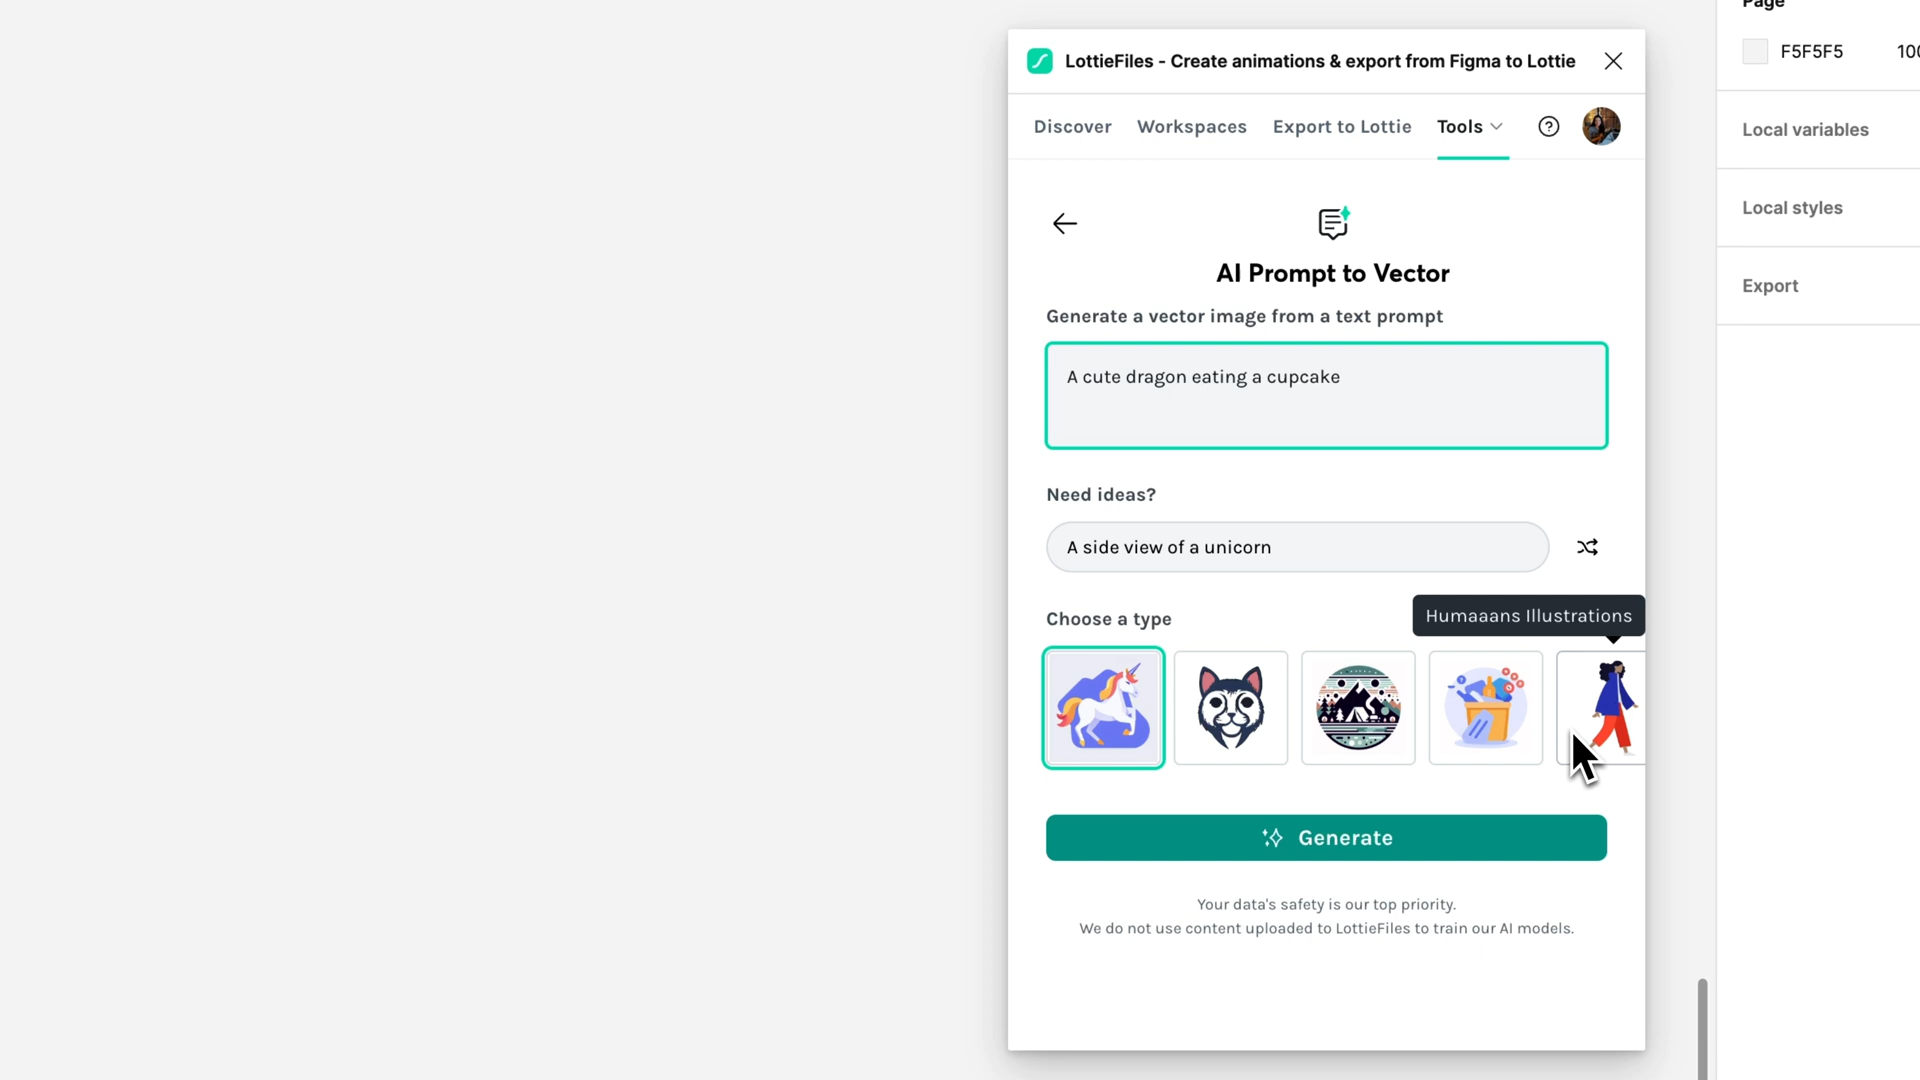 LottieFiles - Create animations & export from Figma to Lottie
Discover Workspaces Export to Lottie Tools
AI Prompt to Vector
Generate a vector image from a text prompt
A cute dragon eating a cupcake
Need ideas?
A side view of a unicorn
Choose a type
Humaaans Illustrations
Generate
Your data's safety is our top priority.
We do not use content uploaded to LottieFiles to train our AI models.
Page
F5F5F5 100
Local variables
Local styles
Export